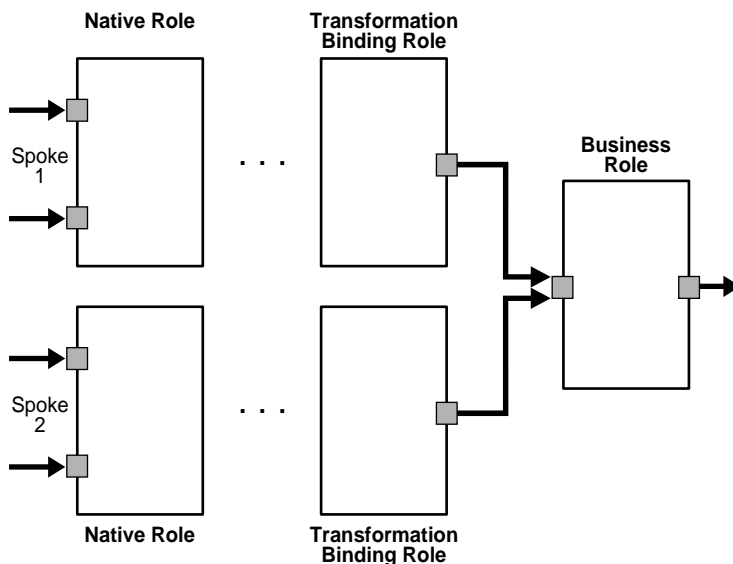 Native Role
Transformation
Binding Role
Spoke
1
. . .
Business
Role
Spoke
2
. . .
Native Role
Transformation
Binding Role